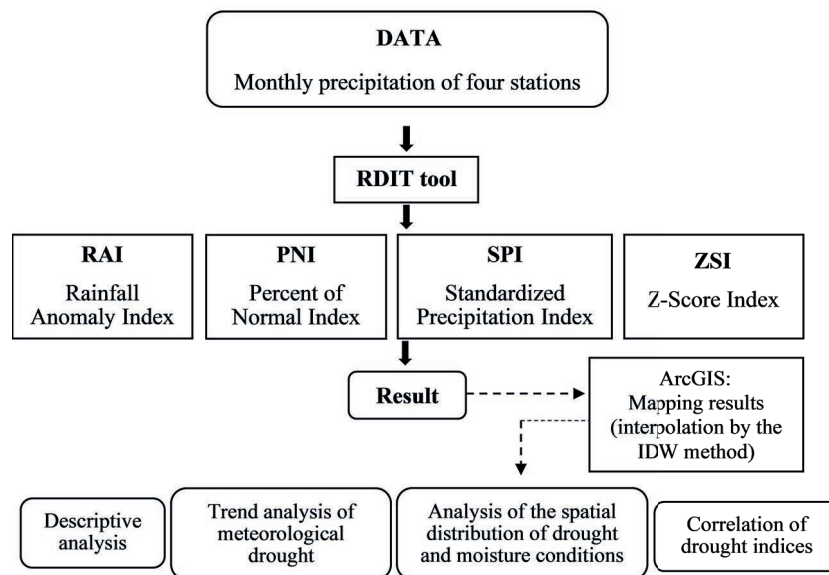 DATA
Monthly precipitation of four stations
RDIT tool
RAI
Rainfall
Anomaly Index
PNI
Percent of
Normal Index
SPI
Standardized
Precipitation Index
ZSI
Z-Score Index
Result
ArcGIS:
Mapping results
(interpolation by the
IDW method)
Descriptive
analysis
Trend analysis of
meteorological
drought
Analysis of the spatial
distribution of drought
and moisture conditions
Correlation of
drought indices